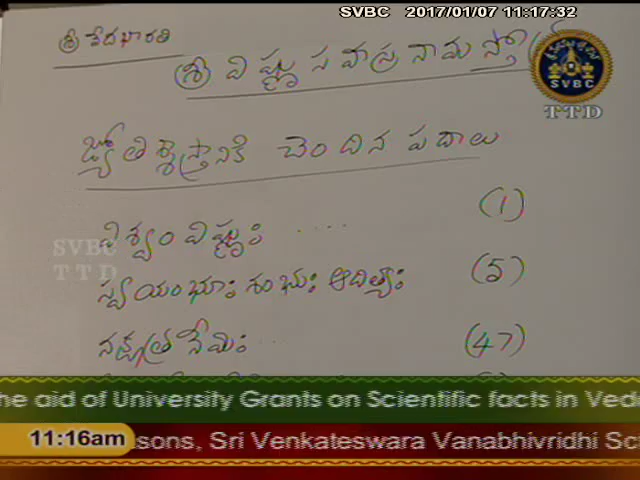 SVBC 2017/01/07 11:17:32
శ్రీ వేదభారతి
శ్రీ విష్ణు సహస్ర నామ
SVBC
TTD
జ్యోతిశ్శాస్త్రానికి చెందిన పదాలు
విశ్వం విష్ణుః .... (1)
SVBC
TTD
స్వయంభూః శంభుః ఆదిత్యః (5)
నక్షత్ర నేమిః ... (47)
he aid of University Grants on Scientific facts in Ved
11:16am sons, Sri Venkateswara Vanabhivridhi Sc